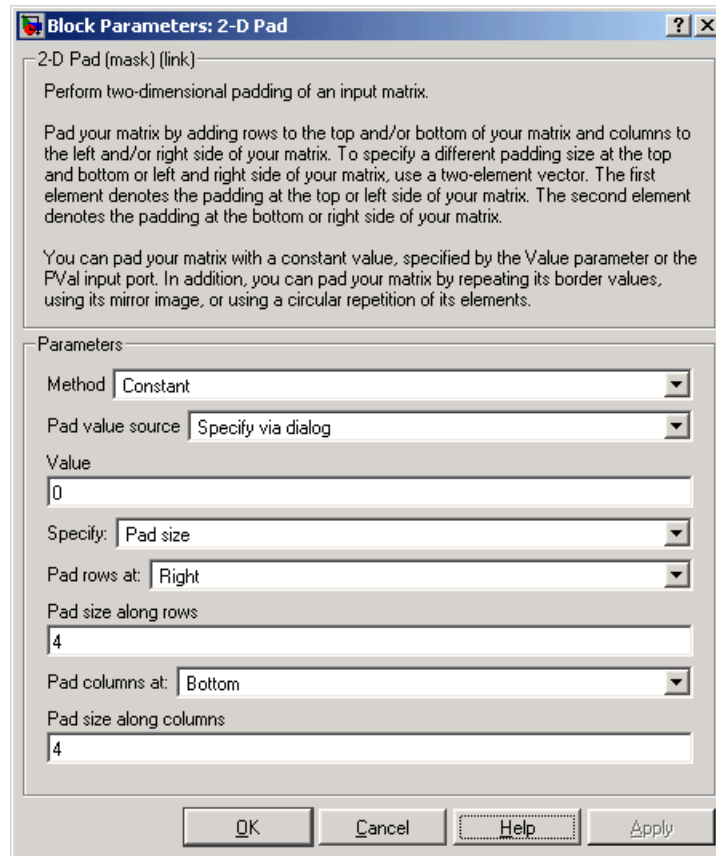 Block Parameters: 2-D Pad
2-D Pad (mask) (link)
Perform two-dimensional padding of an input matrix.
Pad your matrix by adding rows to the top and/or bottom of your matrix and columns to
the left and/or right side of your matrix. To specify a different padding size at the top
and bottom or left and right side of your matrix, use a two-element vector. The first
element denotes the padding at the top or left side of your matrix. The second element
denotes the padding at the bottom or right side of your matrix.
You can pad your matrix with a constant value, specified by the Value parameter or the
PVal input port. In addition, you can pad your matrix by repeating its border values,
using its mirror image, or using a circular repetition of its elements.
Parameters
Method Constant
Pad value source Specify via dialog
Value
0
Specify: Pad size
Pad rows at: Right
Pad size along rows
4
Pad columns at: Bottom
Pad size along columns
4
OK Cancel Help Apply